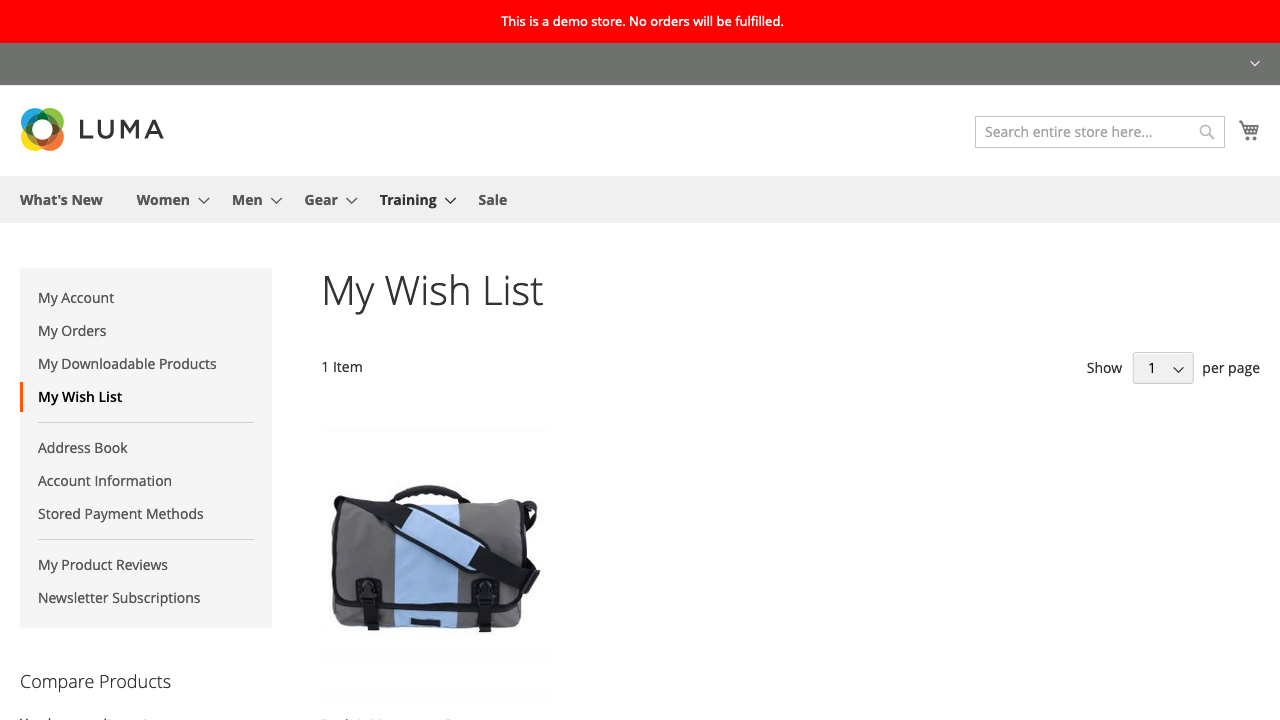 This is a demo store. No orders will be fulfilled.
LUMA
Search entire store here...
What's New
Women
Men
Gear
Training
Sale
My Account
My Orders
My Downloadable Products
My Wish List
Address Book
Account Information
Stored Payment Methods
My Product Reviews
Newsletter Subscriptions
Compare Products
My Wish List
1 Item
Show 1 per page